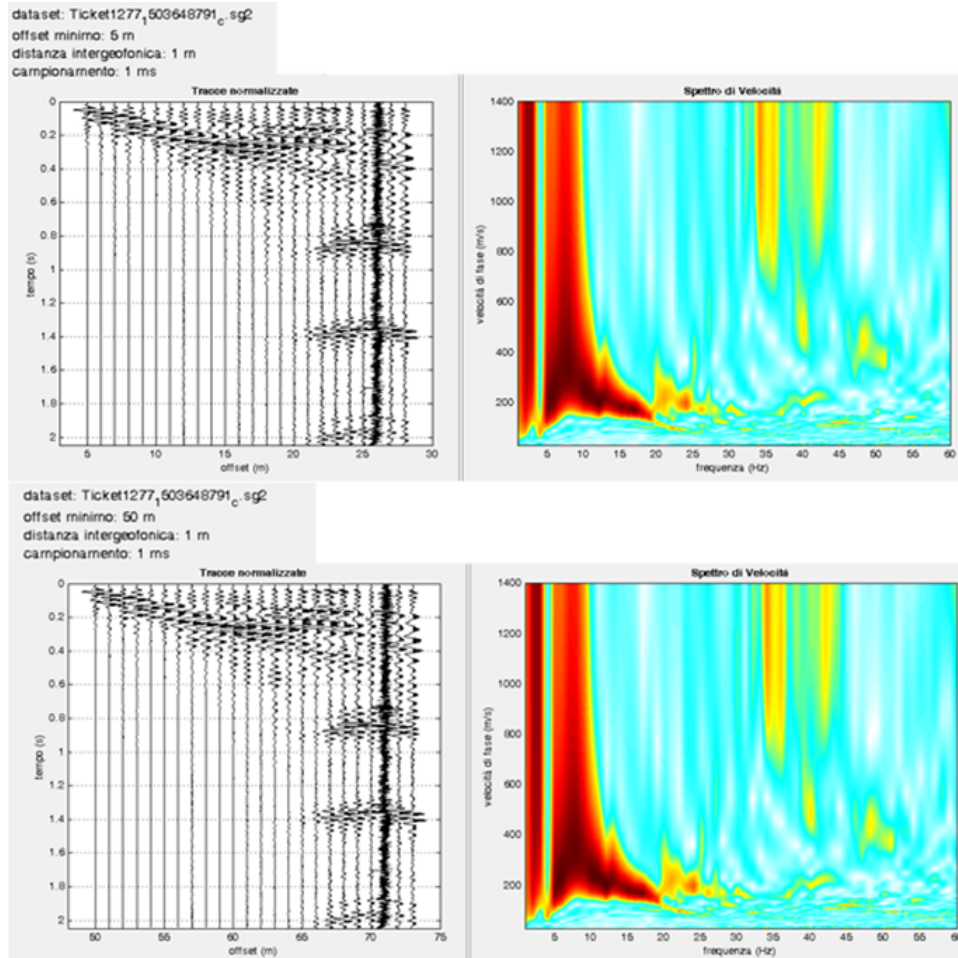 dataset: Ticket1277_1503648791_c.sg2
offset minimo: 5 m
distanza intergeofonica: 1 m
campionamento: 1 ms
Tracce normalizzate
0
0.2
0.4
0.6
0.8
1
1.2
1.4
1.6
1.8
2
tempo (s)
5 10 15 20 25 30
offset (m)
Spettro di Velocitá
1400
1200
1000
800
600
400
200
velocitá di fase (m/s)
5 10 15 20 25 30 35 40 45 50 55 60
frequenza (Hz)
dataset: Ticket1277_1503648791_c.sg2
offset minimo: 50 m
distanza intergeofonica: 1 m
campionamento: 1 ms
Tracce normalizzate
0
0.2
0.4
0.6
0.8
1
1.2
1.4
1.6
1.8
2
tempo (s)
50 55 60 65 70 75
offset (m)
Spettro di Velocitá
1400
1200
1000
800
600
400
200
velocitá di fase (m/s)
5 10 15 20 25 30 35 40 45 50 55 60
frequenza (Hz)